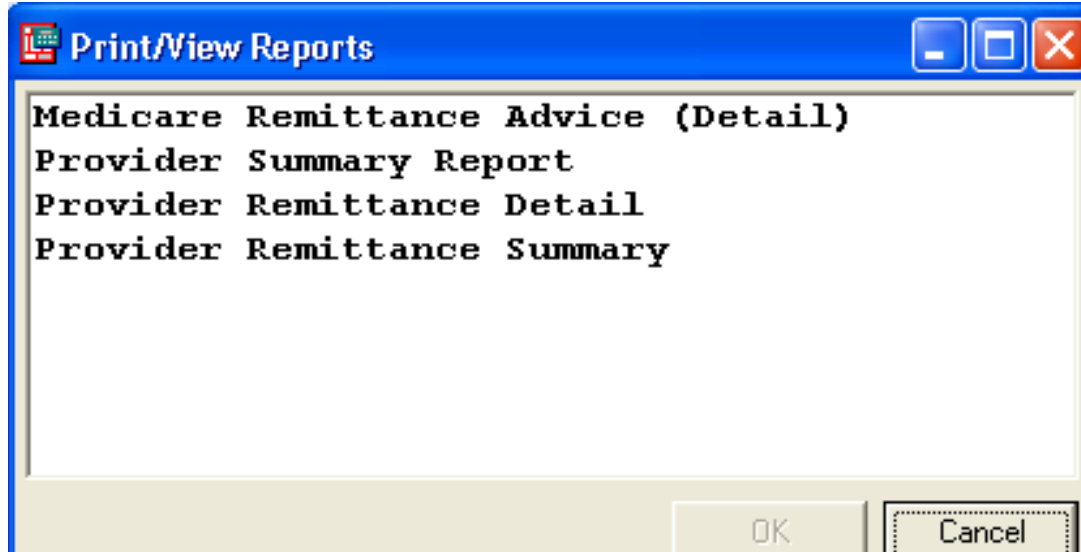 Print/View Reports
Medicare Remittance Advice (Detail)
Provider Summary Report
Provider Remittance Detail
Provider Remittance Summary
OK Cancel